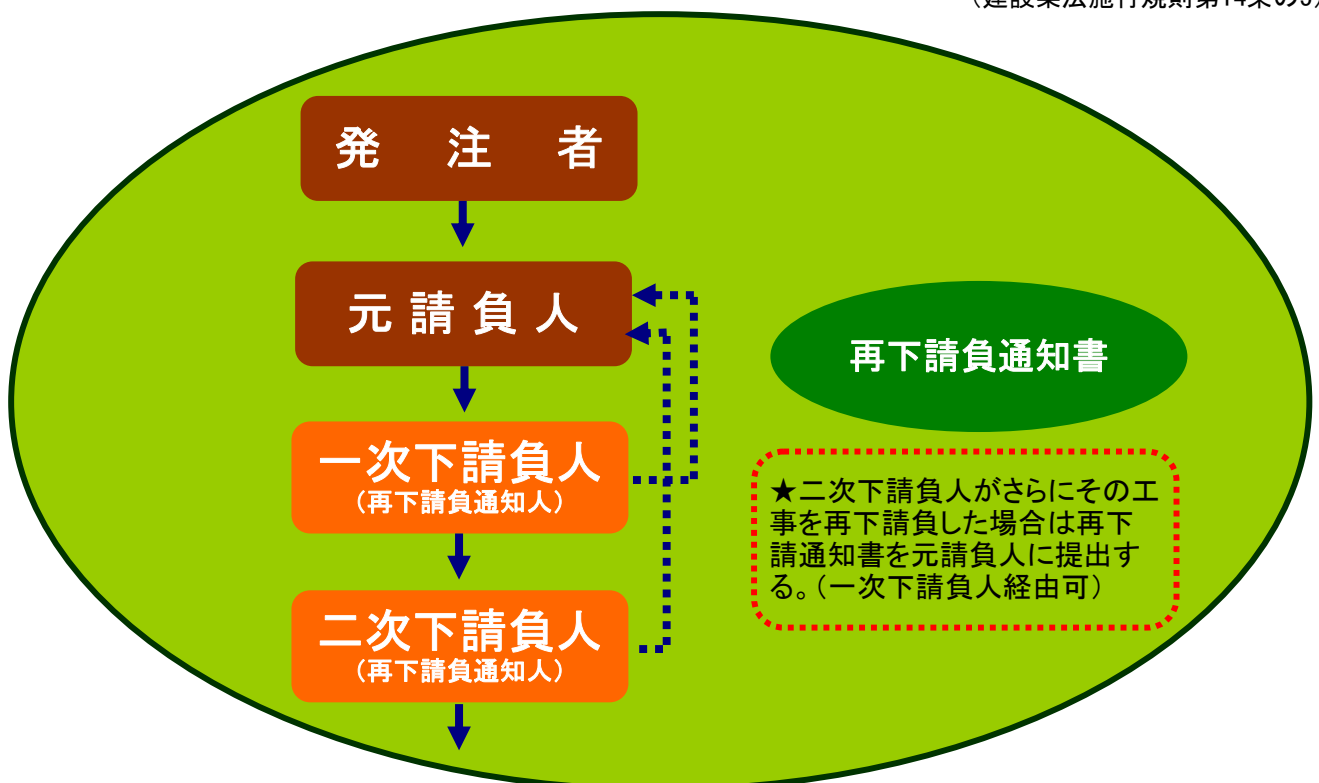 発 注 者
元 請 負 人
一次下請負人
（再下請負通知人）
二次下請負人
（再下請負通知人）
再下請負通知書
★二次下請負人がさらにその工
事を再下請負した場合は再下
請通知書を元請負人に提出す
る。（一次下請負人経由可）